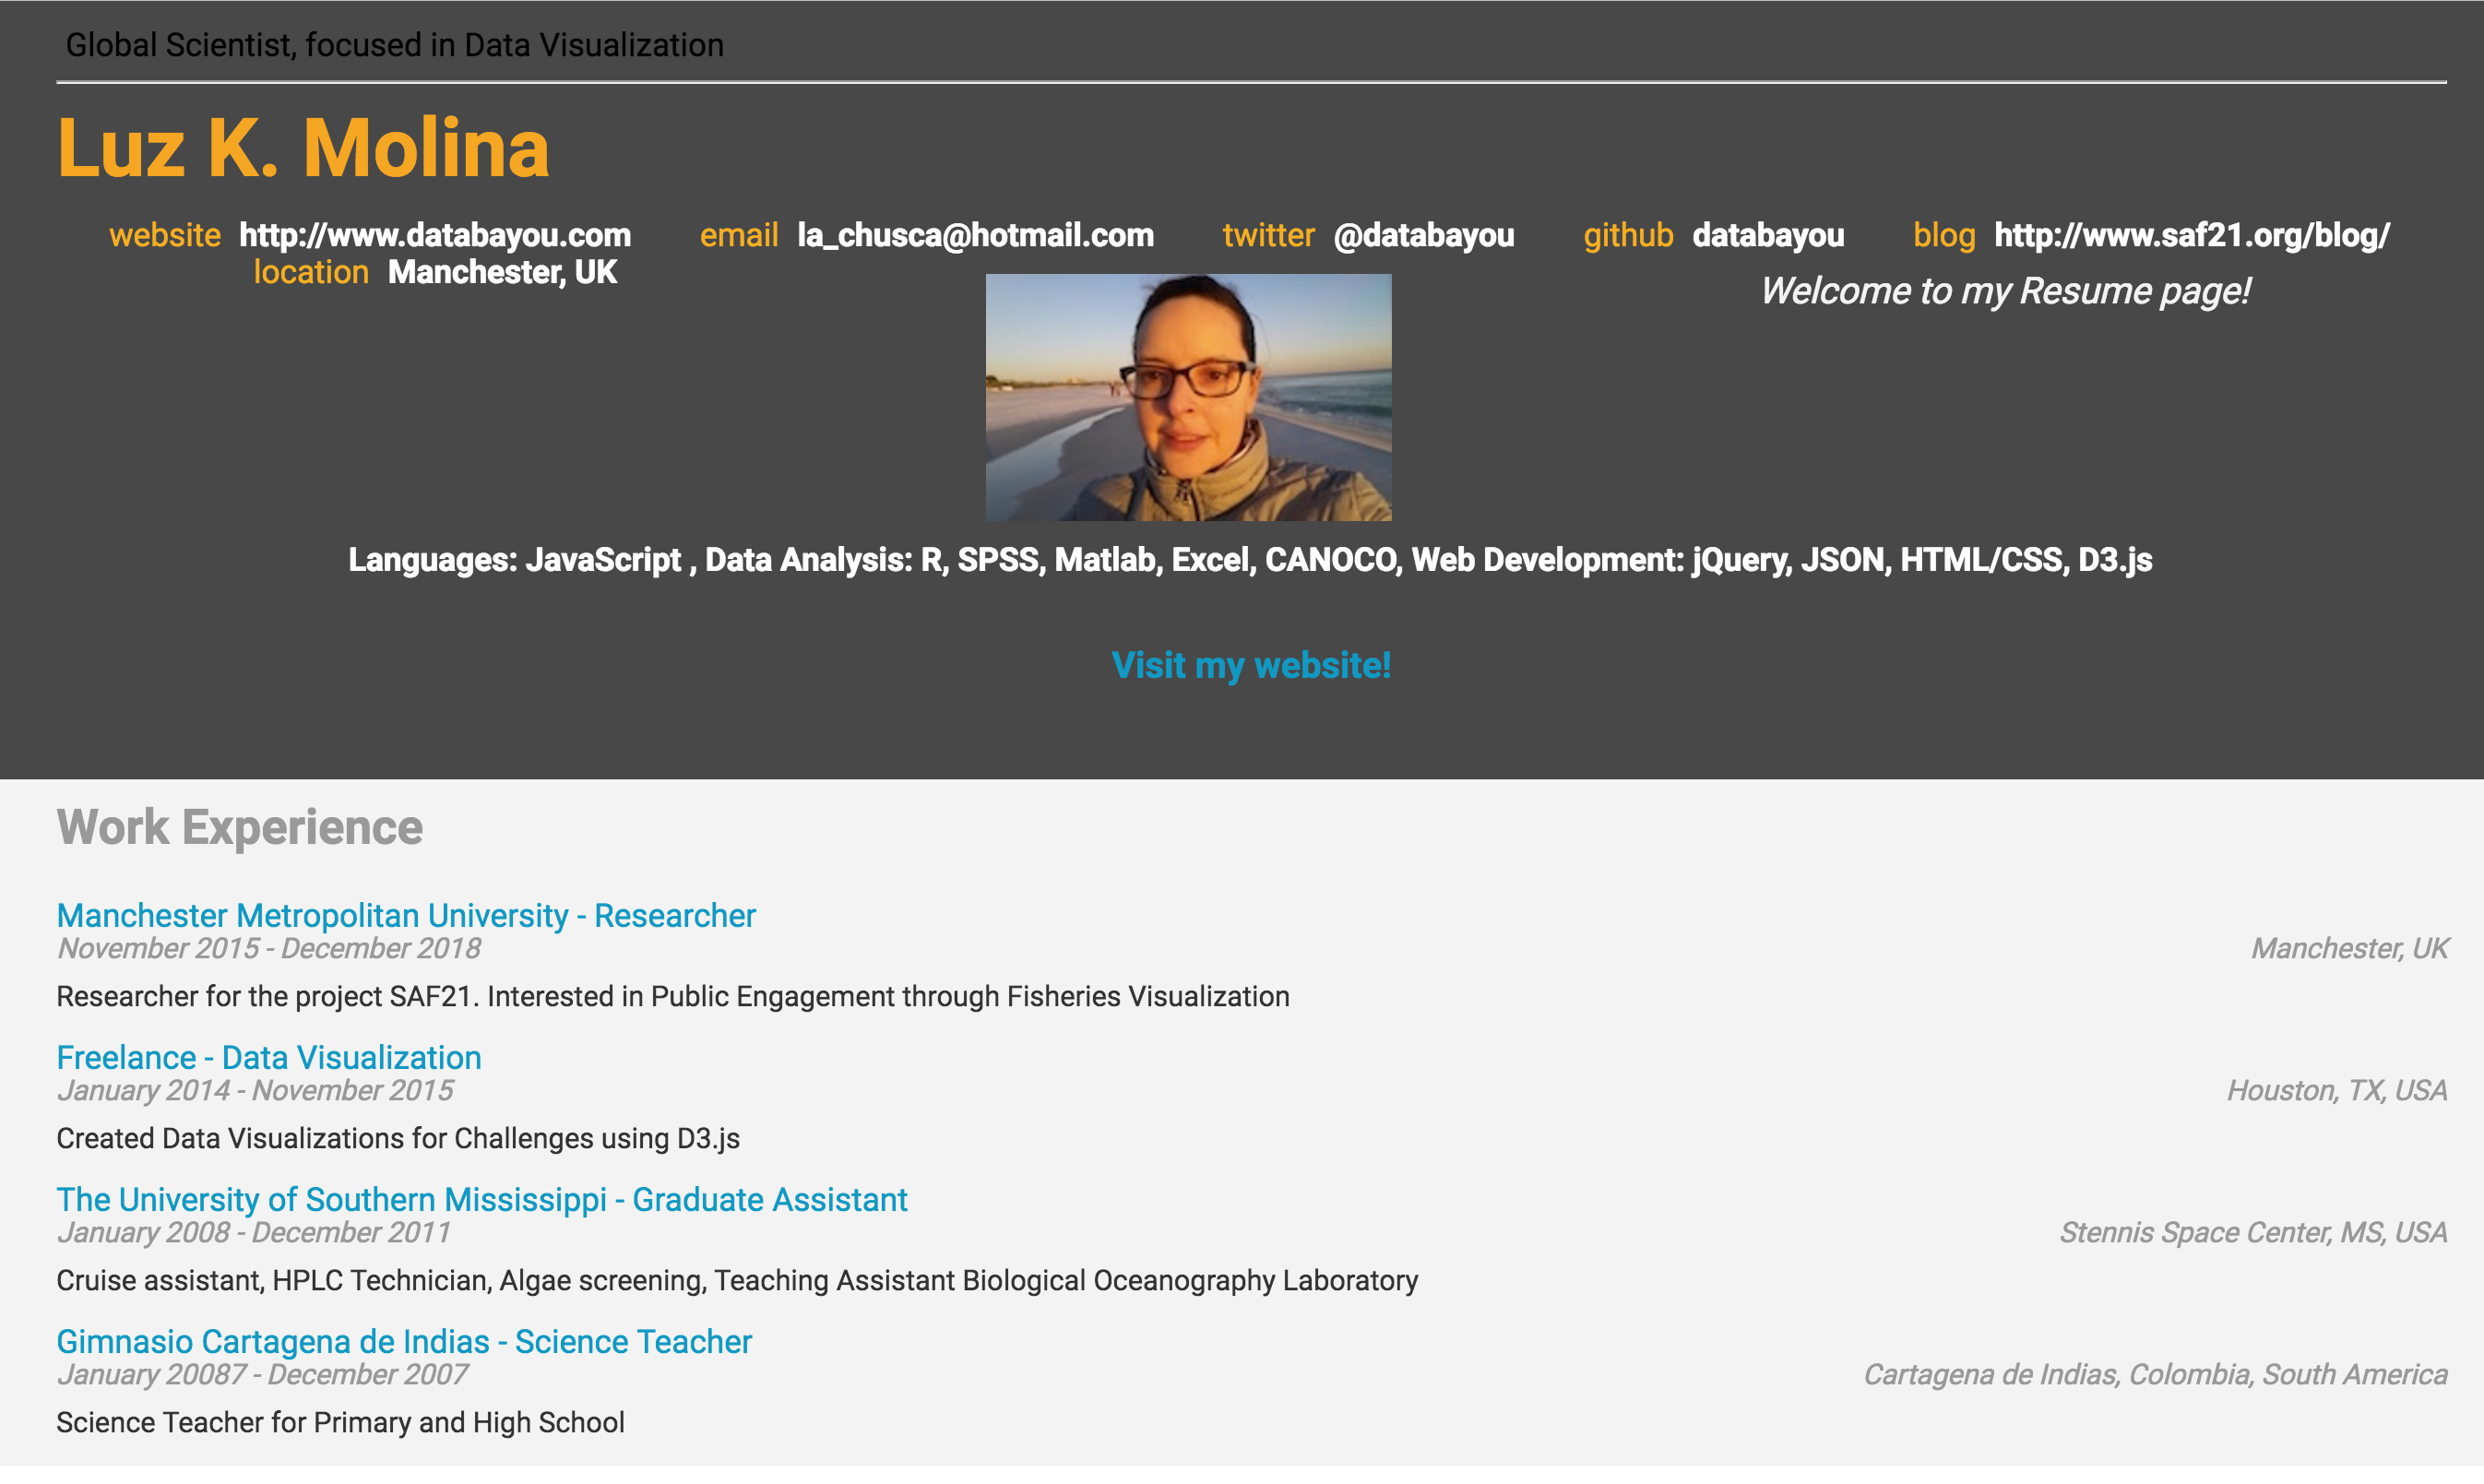 Global Scientist, focused in Data Visualization
Luz K. Molina
website http://www.databayou.com email la_chusca@hotmail.com twitter @databayou github databayou blog http://www.saf21.org/blog/
location Manchester, UK
Welcome to my Resume page!
Languages: JavaScript , Data Analysis: R, SPSS, Matlab, Excel, CANOCO, Web Development: jQuery, JSON, HTML/CSS, D3.js
Visit my website!
Work Experience
Manchester Metropolitan University - Researcher
November 2015 - December 2018 Manchester, UK
Researcher for the project SAF21. Interested in Public Engagement through Fisheries Visualization
Freelance - Data Visualization
January 2014 - November 2015 Houston, TX, USA
Created Data Visualizations for Challenges using D3.js
The University of Southern Mississippi - Graduate Assistant
January 2008 - December 2011 Stennis Space Center, MS, USA
Cruise assistant, HPLC Technician, Algae screening, Teaching Assistant Biological Oceanography Laboratory
Gimnasio Cartagena de Indias - Science Teacher
January 20087 - December 2007 Cartagena de Indias, Colombia, South America
Science Teacher for Primary and High School